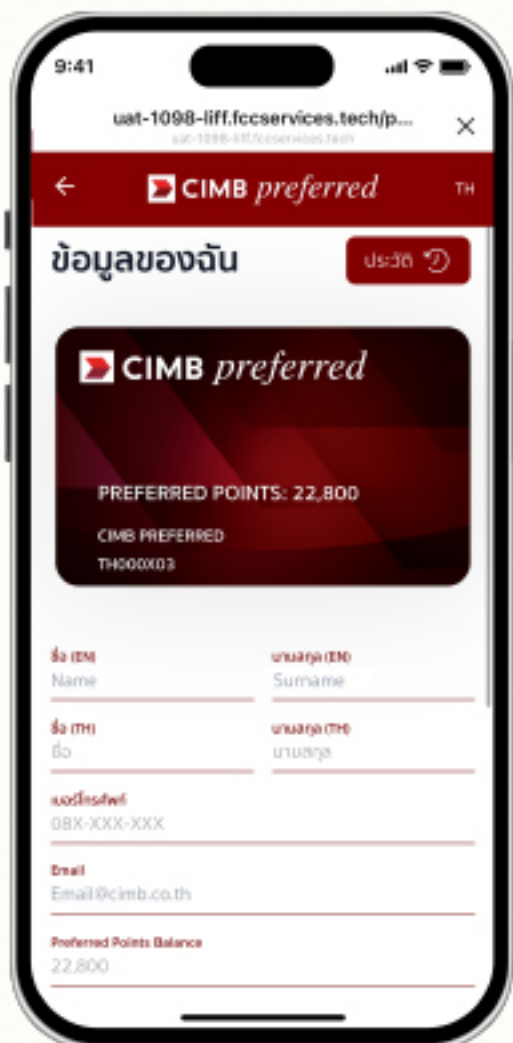 9:41
uat-1098-liff.fccservices.tech/p...
uat-1098-liff.fccservices.tech
CIMB preferred TH
ข้อมูลของฉัน ประวัติ
CIMB preferred
PREFERRED POINTS: 22,800
CIMB PREFERRED
TH000X03
ชื่อ (EN) นามสกุล (EN)
Name Surname
ชื่อ (TH) นามสกุล (TH)
ชื่อ นามสกุล
เบอร์โทรศัพท์
08X-XXX-XXX
Email
Email@cimb.co.th
Preferred Points Balance
22,800